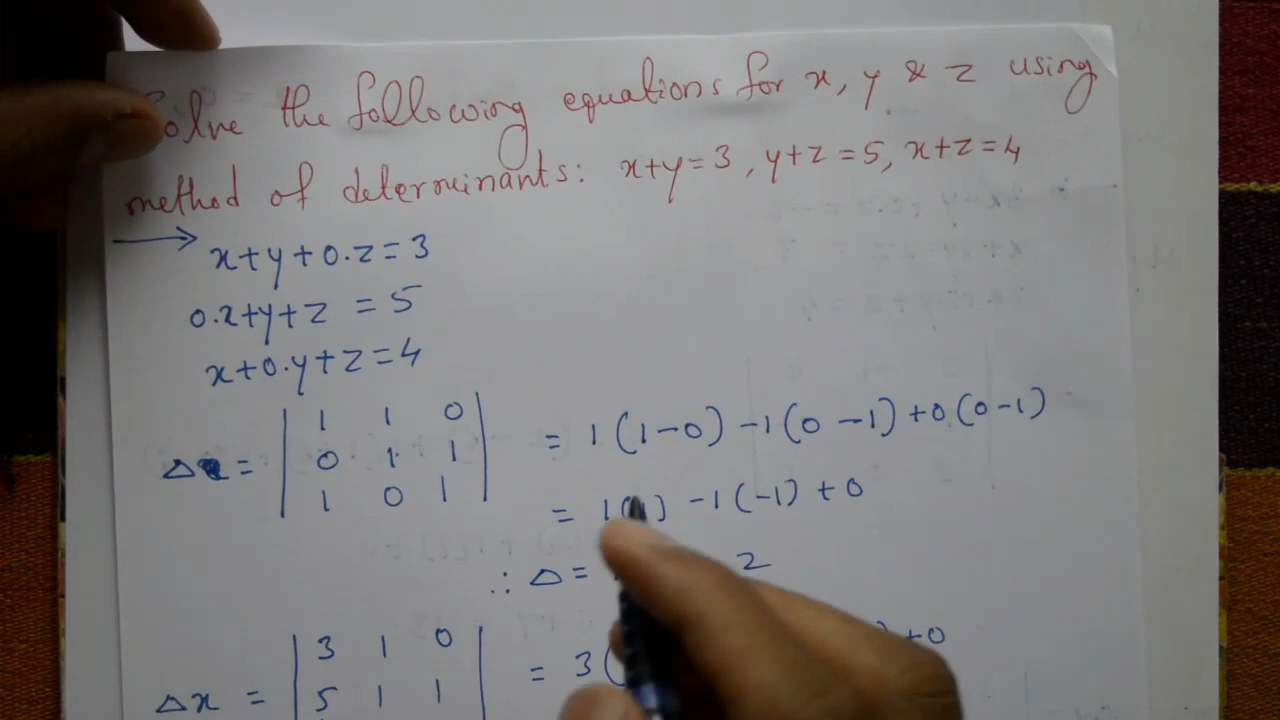 Solve the following equations for x, y & z using
method of determinants: x+y=3, y+z=5, x+z=4
→ x+y+0.z=3
0.x+y+z = 5
x+0.y+z=4
Δ = | 1 1 0 | = 1(1-0) -1(0-1) +0(0-1)
| 0 1 1 |
| 1 0 1 | = 1(1) -1(-1) +0
∴ Δ = 2
Δx = | 3 1 0 | = 3( +0
| 5 1 1 |